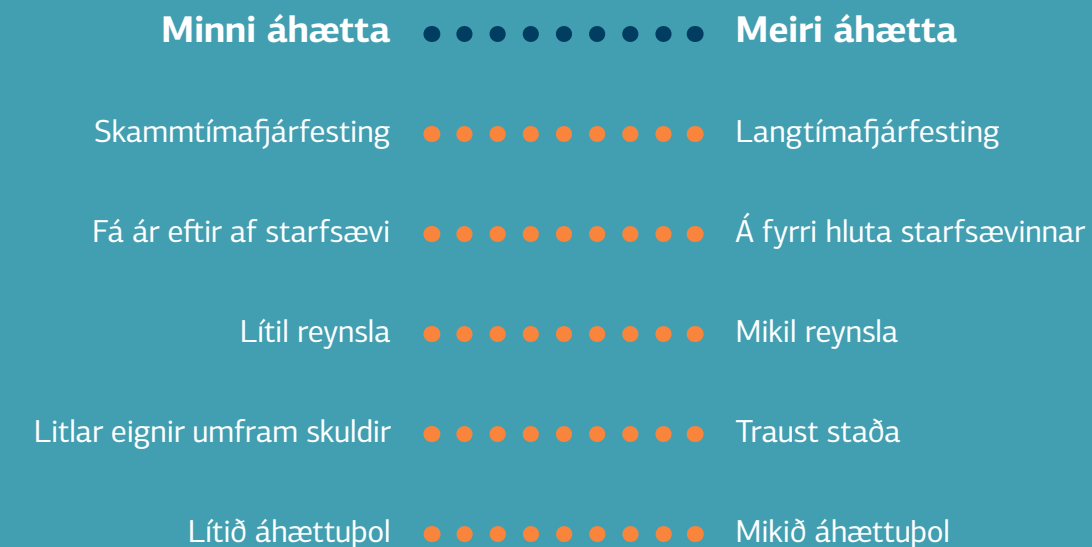 Minni áhætta Meiri áhætta
Skammtímafjárfesting Langtímafjárfesting
Fá ár eftir af starfsævi Á fyrri hluta starfsævinnar
Lítil reynsla Mikil reynsla
Litlar eignir umfram skuldir Traust staða
Lítið áhættuþol Mikið áhættuþol